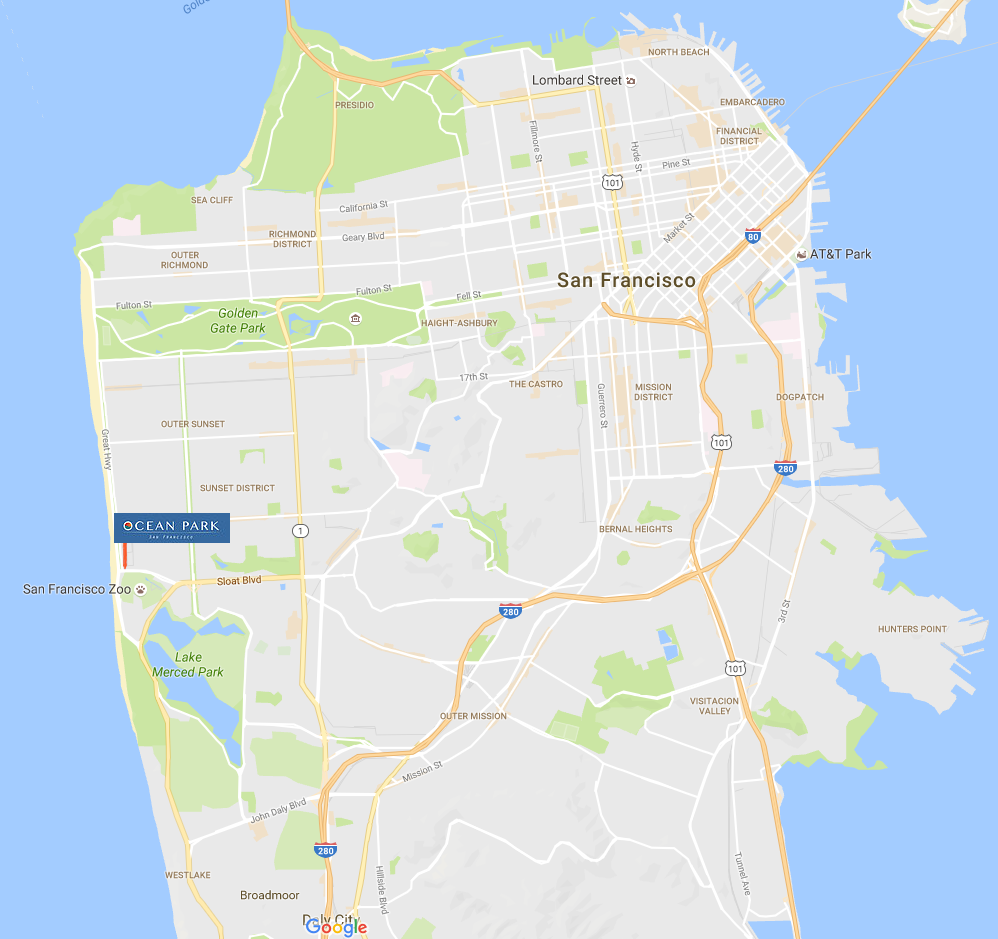 Golde
NORTH BEACH
Lombard Street
PRESIDIO
EMBARCADERO
FINANCIAL
DISTRICT
Fillmore St
Hyde St
Pine St
101
SEA CLIFF
California St
Market St
RICHMOND
DISTRICT
Geary Blvd
80
AT&T Park
OUTER
RICHMOND
San Francisco
Fulton St
Fulton St
Fell St
Golden
Gate Park
HAIGHT-ASHBURY
17th St
THE CASTRO
Guerrero St
MISSION
DISTRICT
DOGPATCH
OUTER SUNSET
Great Hwy
101
280
SUNSET DISTRICT
OCEAN PARK
SAN FRANCISCO
1
BERNAL HEIGHTS
San Francisco Zoo
Sloat Blvd
280
3rd St
HUNTERS POINT
Lake
Merced Park
101
VISITACION
VALLEY
OUTER MISSION
Mission St
John Daly Blvd
280
WESTLAKE
Hillside Blvd
Tunnel Ave
Broadmoor
Daly City
Google